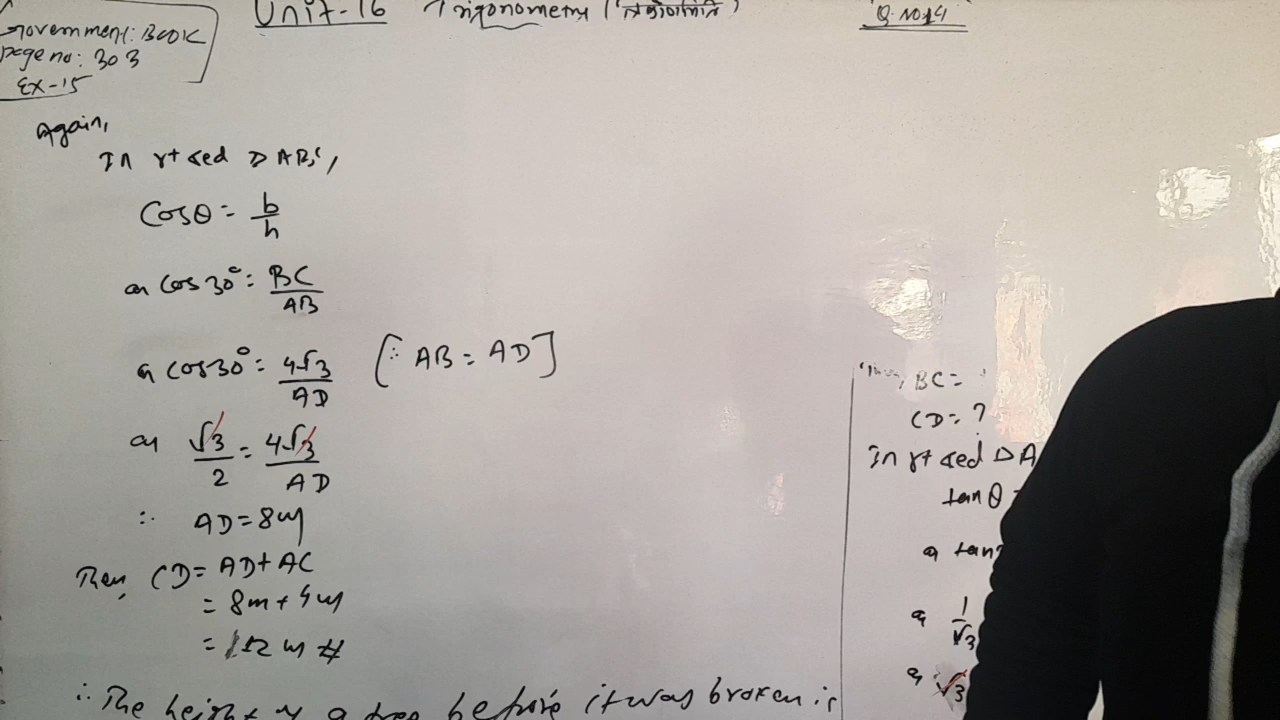 Unit-16 Trigonometry (त्रिकोणमिति) Q.NO14
Government: BOOK
page no: 303
EX-15
Again,
In rt ∠ed ▷ ABC,
Cosθ = b/h
or Cos30° = BC/AB
or cos30° = 4√3/AD [∵ AB = AD]
or √3/2 = 4√3/AD
∴ AD = 8m
Then, CD = AD + AC
= 8m + 4m
= 12 m #
∴ The height of a tree before it was broken is
BC =
CD = ?
In rt ∠ed △A
tanθ =
or tan
or 1/√3
or √3